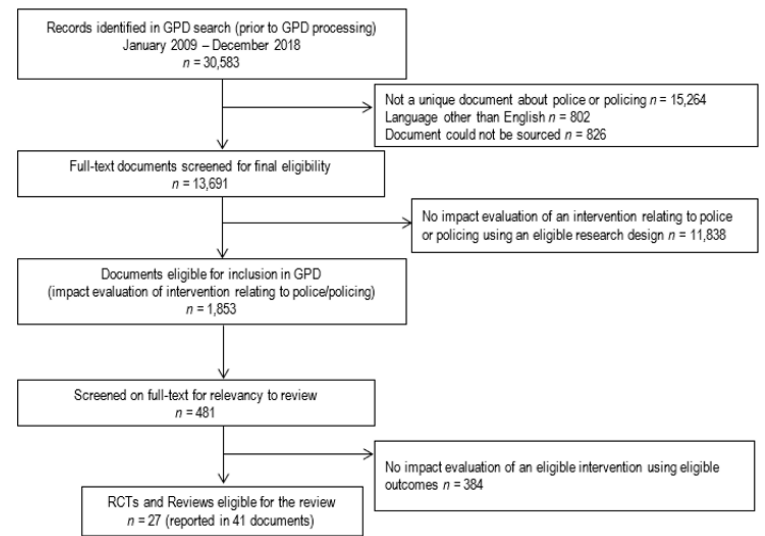 Records identified in GPD search (prior to GPD processing)
January 2009 – December 2018
n = 30,583
Not a unique document about police or policing n = 15,264
Language other than English n = 802
Document could not be sourced n = 826
Full-text documents screened for final eligibility
n = 13,691
No impact evaluation of an intervention relating to police
or policing using an eligible research design n = 11,838
Documents eligible for inclusion in GPD
(impact evaluation of intervention relating to police/policing)
n = 1,853
Screened on full-text for relevancy to review
n = 481
No impact evaluation of an eligible intervention using eligible
outcomes n = 384
RCTs and Reviews eligible for the review
n = 27 (reported in 41 documents)